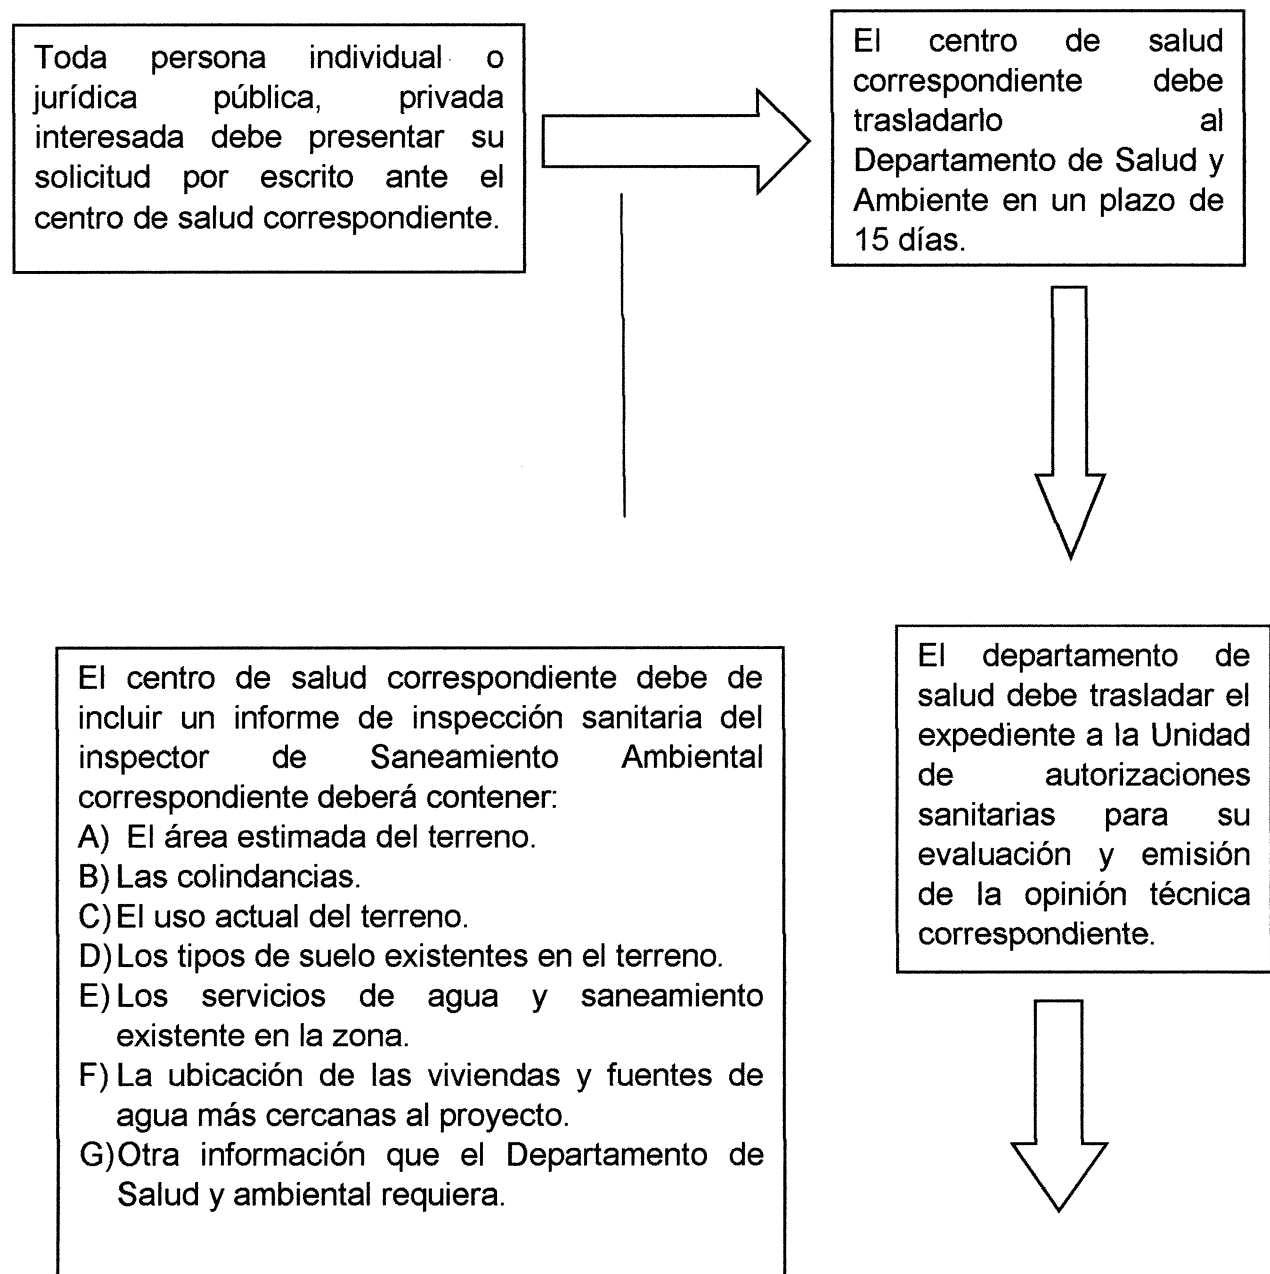 Toda persona individual o
jurídica pública, privada
interesada debe presentar su
solicitud por escrito ante el
centro de salud correspondiente.
El centro de salud
correspondiente debe
trasladarlo al
Departamento de Salud y
Ambiente en un plazo de
15 días.
El centro de salud correspondiente debe de
incluir un informe de inspección sanitaria del
inspector de Saneamiento Ambiental
correspondiente deberá contener:
A) El área estimada del terreno.
B) Las colindancias.
C) El uso actual del terreno.
D) Los tipos de suelo existentes en el terreno.
E) Los servicios de agua y saneamiento
existente en la zona.
F) La ubicación de las viviendas y fuentes de
agua más cercanas al proyecto.
G) Otra información que el Departamento de
Salud y ambiental requiera.
El departamento de
salud debe trasladar el
expediente a la Unidad
de autorizaciones
sanitarias para su
evaluación y emisión
de la opinión técnica
correspondiente.